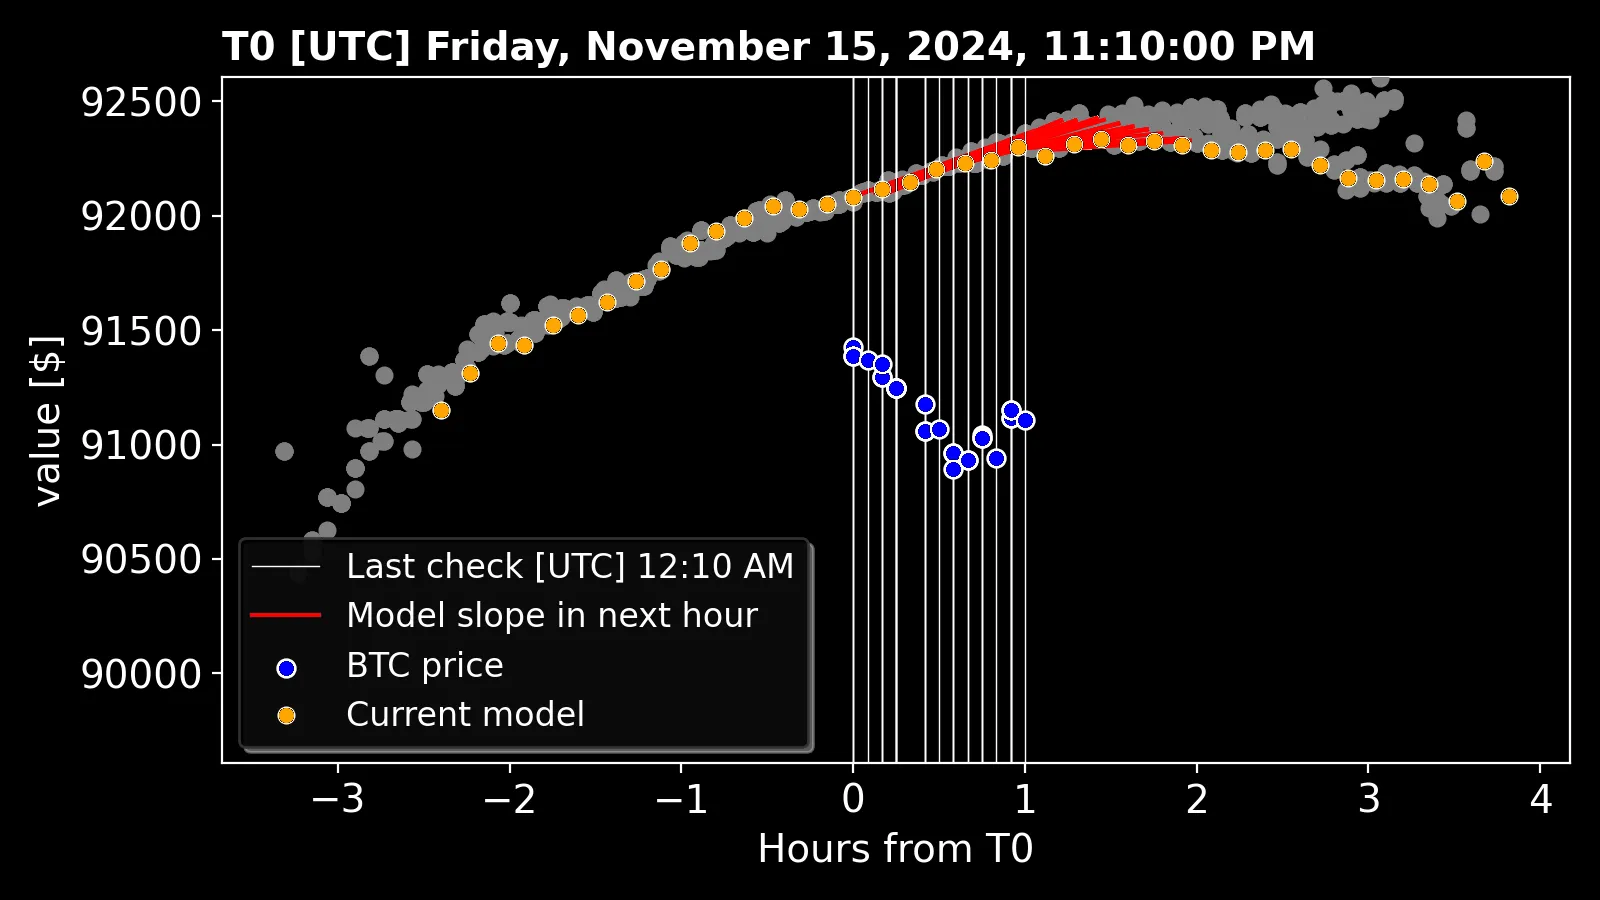 T0 [UTC] Friday, November 15, 2024, 11:10:00 PM
92500
92000
91500
91000
90500
90000
value [$]
Last check [UTC] 12:10 AM
Model slope in next hour
BTC price
Current model
−3 −2 −1 0 1 2 3 4
Hours from T0